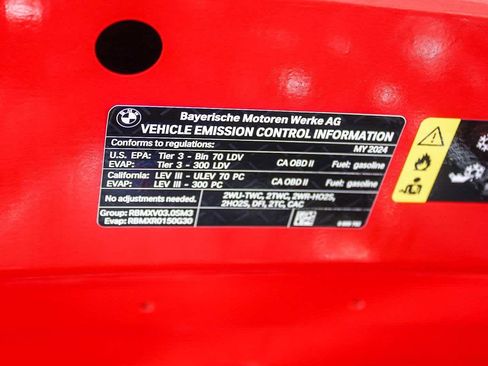 BMW
Bayerische Motoren Werke AG
VEHICLE EMISSION CONTROL INFORMATION
Conforms to regulations: MY 2024
U.S. EPA: Tier 3 - Bin 70 LDV CA OBD II Fuel: gasoline
EVAP: Tier 3 - 300 LDV
California: LEV III - ULEV 70 PC CA OBD II Fuel: gasoline
EVAP: LEV III - 300 PC
No adjustments needed. 2WU-TWC, 2TWC, 2WR-HO2S,
2HO2S, DFI, 2TC, CAC
Group: RBMXV03.0SM3
Evap: RBMXR0150G30